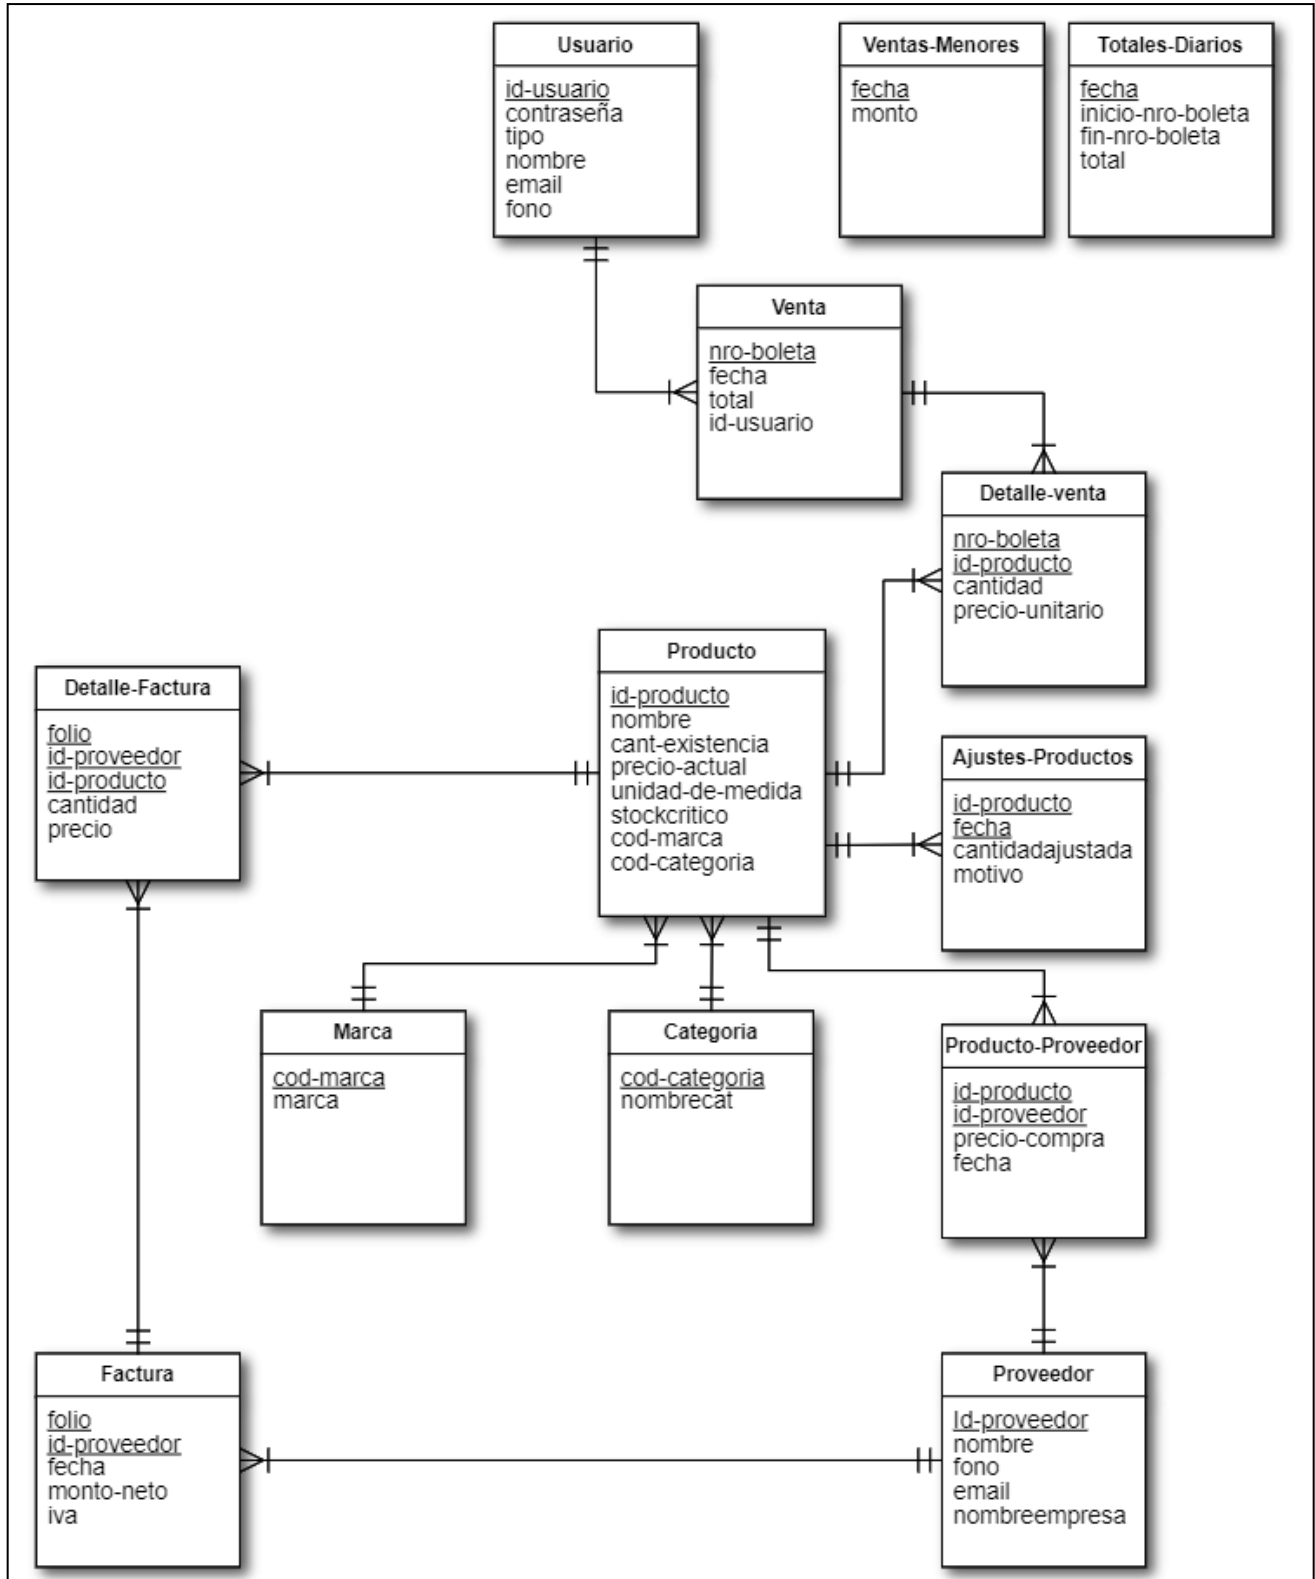 Usuario
id-usuario
contraseña
tipo
nombre
email
fono
Ventas-Menores
fecha
monto
Totales-Diarios
fecha
inicio-nro-boleta
fin-nro-boleta
total
Venta
nro-boleta
fecha
total
id-usuario
Detalle-venta
nro-boleta
id-producto
cantidad
precio-unitario
Producto
id-producto
nombre
cant-existencia
precio-actual
unidad-de-medida
stockcritico
cod-marca
cod-categoria
Detalle-Factura
folio
id-proveedor
id-producto
cantidad
precio
Ajustes-Productos
id-producto
fecha
cantidadajustada
motivo
Marca
cod-marca
marca
Categoria
cod-categoria
nombrecat
Producto-Proveedor
id-producto
id-proveedor
precio-compra
fecha
Factura
folio
id-proveedor
fecha
monto-neto
iva
Proveedor
Id-proveedor
nombre
fono
email
nombreempresa